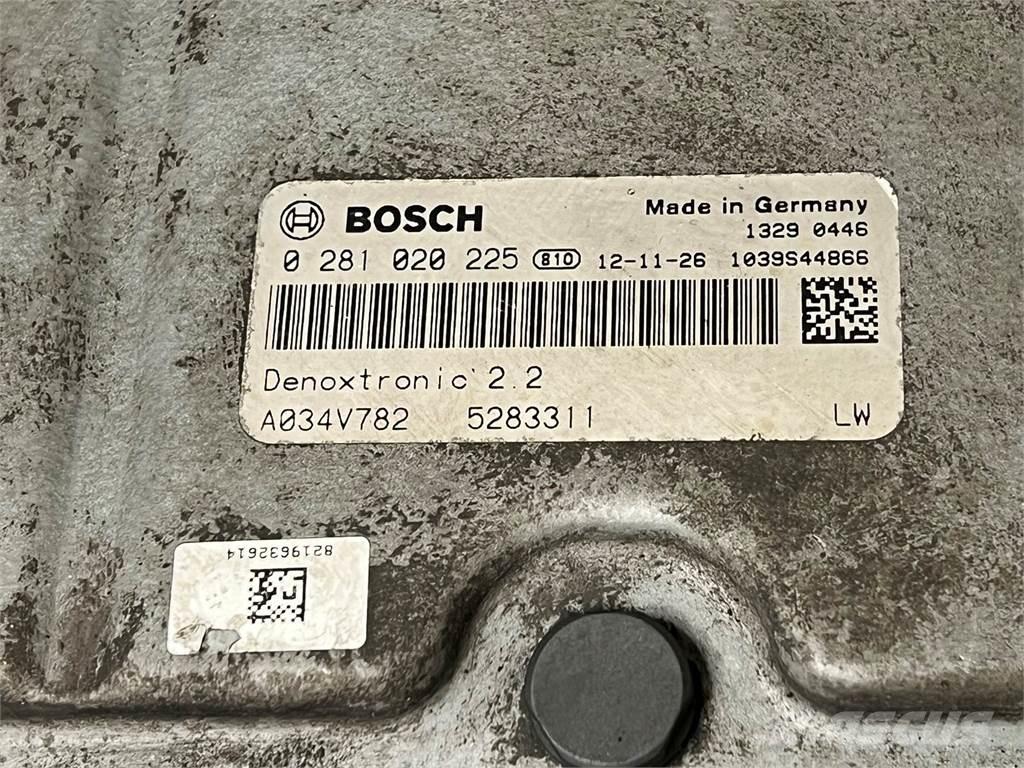 BOSCH
Made in Germany
1329 0446
0 281 020 225 810 12-11-26 1039S44866
Denoxtronic 2.2
A034V782 5283311 LW
8219632614
ascus